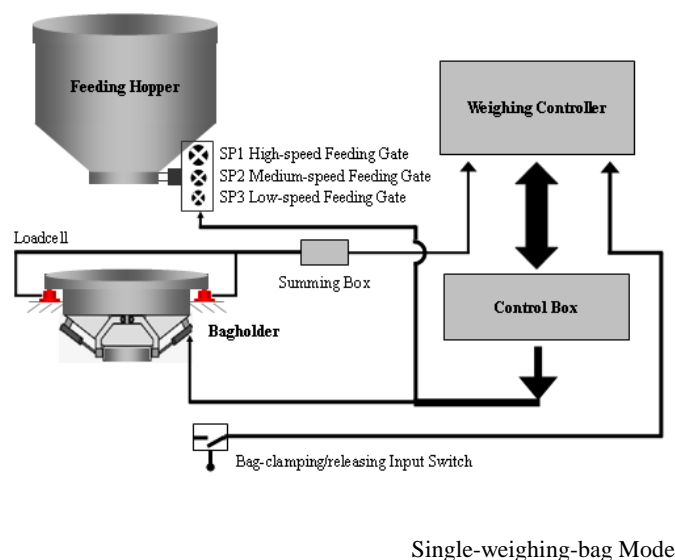 Feeding Hopper
Weighing Controller
SP1 High-speed Feeding Gate
SP2 Medium-speed Feeding Gate
SP3 Low-speed Feeding Gate
Loadcell
Summing Box
Control Box
Bagholder
Bag-clamping/releasing Input Switch
Single-weighing-bag Mode